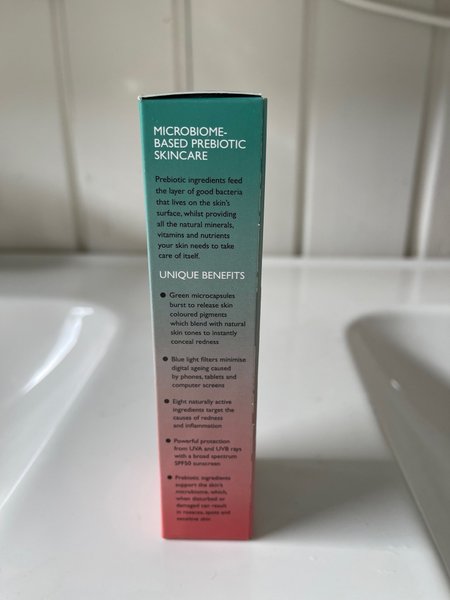 MICROBIOME-
BASED PREBIOTIC
SKINCARE
Prebiotic ingredients feed
the layer of good bacteria
that lives on the skin's
surface, whilst providing
all the natural minerals,
vitamins and nutrients
your skin needs to take
care of itself.
UNIQUE BENEFITS
• Green microcapsules
burst to release skin
coloured pigments
which blend with natural
skin tones to instantly
conceal redness
• Blue light filters minimise
digital ageing caused
by phones, tablets and
computer screens
• Eight naturally active
ingredients target the
causes of redness
and inflammation
• Powerful protection
from UVA and UVB rays
with a broad spectrum
SPF50 sunscreen
• Prebiotic ingredients
support the skin's
microbiome, which,
when disturbed or
damaged can result
in rosacea, spots and
sensitive skin